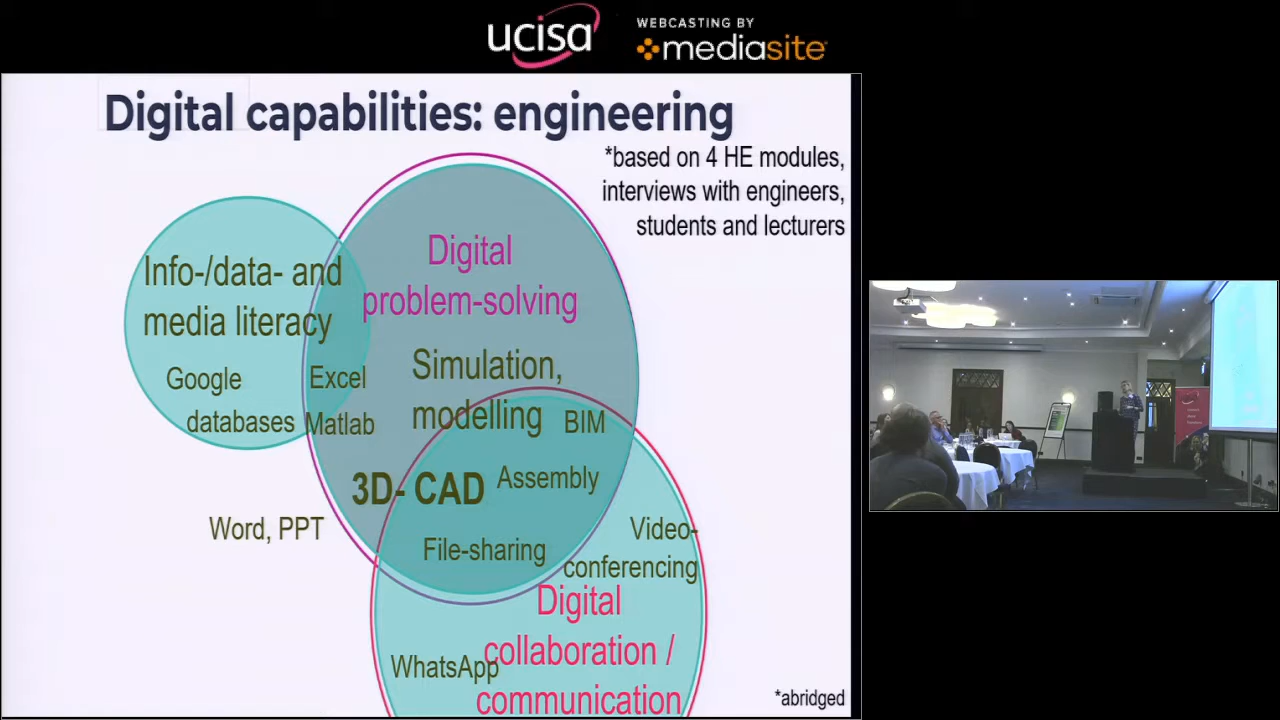 ucisa
WEBCASTING BY
mediasite
Digital capabilities: engineering
*based on 4 HE modules,
interviews with engineers,
students and lecturers
Digital
problem-solving
Info-/data- and
media literacy
Simulation,
modelling
Google
Excel
databases
Matlab
BIM
3D- CAD
Assembly
Word, PPT
File-sharing
Video-
conferencing
Digital
collaboration /
communication
WhatsApp
*abridged